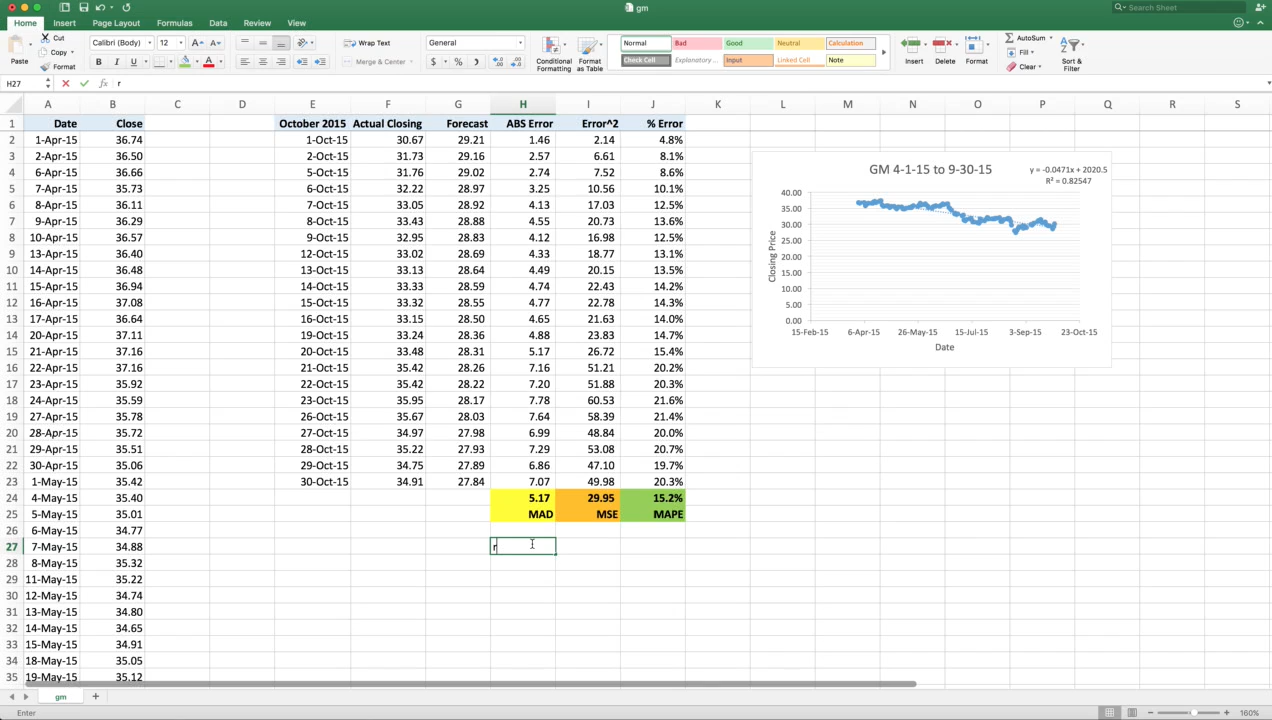 gm
Search Sheet
Home Insert Page Layout Formulas Data Review View
Cut
Copy
Paste
Format
Calibri (Body) 12
B I U
Wrap Text
Merge & Center
General
Conditional Formatting
Format as Table
Normal Bad Good Neutral Calculation
Check Cell Explanatory ... Input Linked Cell Note
Insert Delete Format
AutoSum
Fill
Clear
Sort & Filter
H27 fx r
A B C D E F G H I J K L M N O P Q R S
1 Date Close October 2015 Actual Closing Forecast ABS Error Error^2 % Error
2 1-Apr-15 36.74 1-Oct-15 30.67 29.21 1.46 2.14 4.8%
3 2-Apr-15 36.50 2-Oct-15 31.73 29.16 2.57 6.61 8.1%
4 6-Apr-15 36.66 5-Oct-15 31.76 29.02 2.74 7.52 8.6%
5 7-Apr-15 35.73 6-Oct-15 32.22 28.97 3.25 10.56 10.1%
6 8-Apr-15 36.11 7-Oct-15 33.05 28.92 4.13 17.03 12.5%
7 9-Apr-15 36.29 8-Oct-15 33.43 28.88 4.55 20.73 13.6%
8 10-Apr-15 36.57 9-Oct-15 32.95 28.83 4.12 16.98 12.5%
9 13-Apr-15 36.40 12-Oct-15 33.02 28.69 4.33 18.77 13.1%
10 14-Apr-15 36.48 13-Oct-15 33.13 28.64 4.49 20.15 13.5%
11 15-Apr-15 36.94 14-Oct-15 33.33 28.59 4.74 22.43 14.2%
12 16-Apr-15 37.08 15-Oct-15 33.32 28.55 4.77 22.78 14.3%
13 17-Apr-15 36.64 16-Oct-15 33.15 28.50 4.65 21.63 14.0%
14 20-Apr-15 37.11 19-Oct-15 33.24 28.36 4.88 23.83 14.7%
15 21-Apr-15 37.16 20-Oct-15 33.48 28.31 5.17 26.72 15.4%
16 22-Apr-15 37.16 21-Oct-15 35.42 28.26 7.16 51.21 20.2%
17 23-Apr-15 35.92 22-Oct-15 35.42 28.22 7.20 51.88 20.3%
18 24-Apr-15 35.59 23-Oct-15 35.95 28.17 7.78 60.53 21.6%
19 27-Apr-15 35.78 26-Oct-15 35.67 28.03 7.64 58.39 21.4%
20 28-Apr-15 35.72 27-Oct-15 34.97 27.98 6.99 48.84 20.0%
21 29-Apr-15 35.51 28-Oct-15 35.22 27.93 7.29 53.08 20.7%
22 30-Apr-15 35.06 29-Oct-15 34.75 27.89 6.86 47.10 19.7%
23 1-May-15 35.42 30-Oct-15 34.91 27.84 7.07 49.98 20.3%
24 4-May-15 35.40 5.17 29.95 15.2%
25 5-May-15 35.01 MAD MSE MAPE
26 6-May-15 34.77
27 7-May-15 34.88 r
28 8-May-15 35.32
29 11-May-15 35.22
30 12-May-15 34.74
31 13-May-15 34.80
32 14-May-15 34.65
33 15-May-15 34.91
34 18-May-15 35.05
35 19-May-15 35.12
GM 4-1-15 to 9-30-15
y = -0.0471x + 2020.5
R² = 0.82547
Closing Price
40.00
35.00
30.00
25.00
20.00
15.00
10.00
5.00
0.00
15-Feb-15 6-Apr-15 26-May-15 15-Jul-15 3-Sep-15 23-Oct-15
Date
gm
Enter
160%